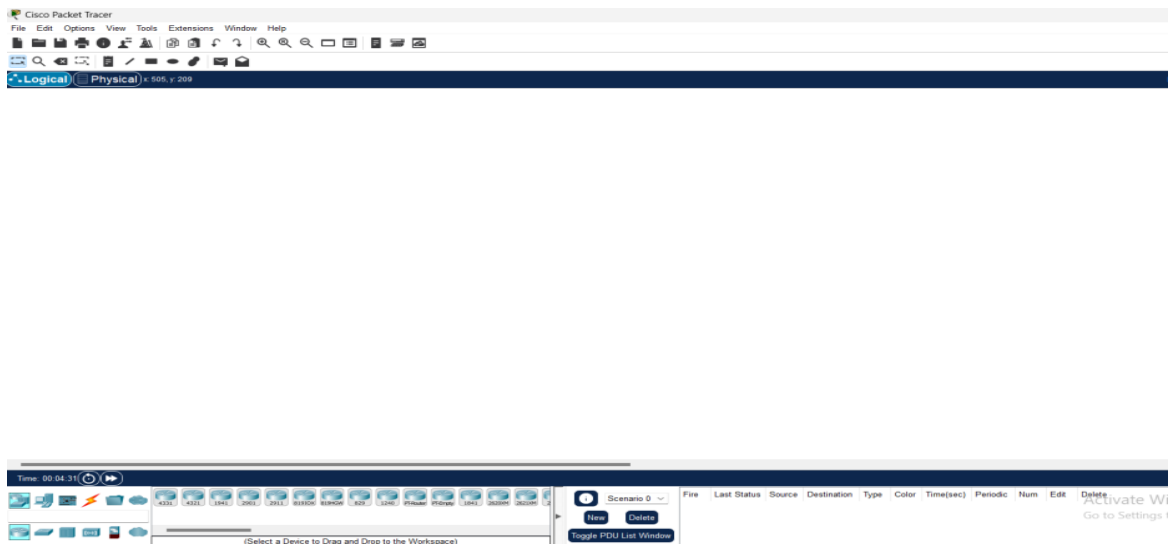 Cisco Packet Tracer
File Edit Options View Tools Extensions Window Help
Logical Physical x: 505, y: 209
Time: 00:04:31
4331 4321 1941 2901 2911 819HGW 829 1240 PT-Router PT-Empty 1841 2620XM 2621XM
Scenario 0
Fire Last Status Source Destination Type Color Time(sec) Periodic Num Edit Delete
New Delete
Toggle PDU List Window
(Select a Device to Drag and Drop to the Workspace)
Activate Wi
Go to Settings t